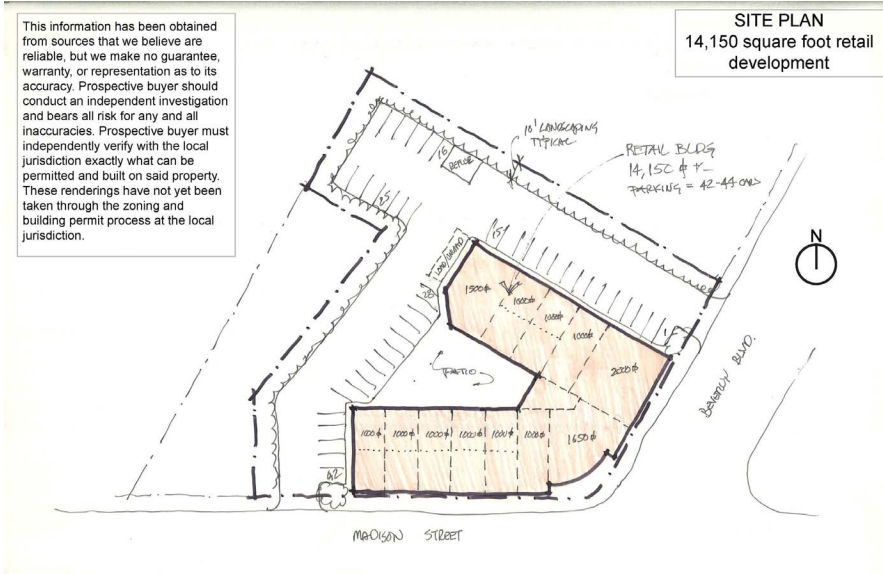 This information has been obtained
from sources that we believe are
reliable, but we make no guarantee,
warranty, or representation as to its
accuracy. Prospective buyer should
conduct an independent investigation
and bears all risk for any and all
inaccuracies. Prospective buyer must
independently verify with the local
jurisdiction exactly what can be
permitted and built on said property.
These renderings have not yet been
taken through the zoning and
building permit process at the local
jurisdiction.
SITE PLAN
14,150 square foot retail
development
10' LANDSCAPING
TYPICAL
RETAIL BLDG
14,150 ϕ +-
PARKING = 42-44 CARS
N
16
REFUSE
25
LOAD/UNLOAD
15
28
1
1500 ϕ
1000 ϕ
1000 ϕ
1000 ϕ
2000 ϕ
PATIO
1650 ϕ
1000 ϕ
1000 ϕ
1000 ϕ
1000 ϕ
1000 ϕ
1000 ϕ
42
BEVERLY BLVD.
MADISON STREET